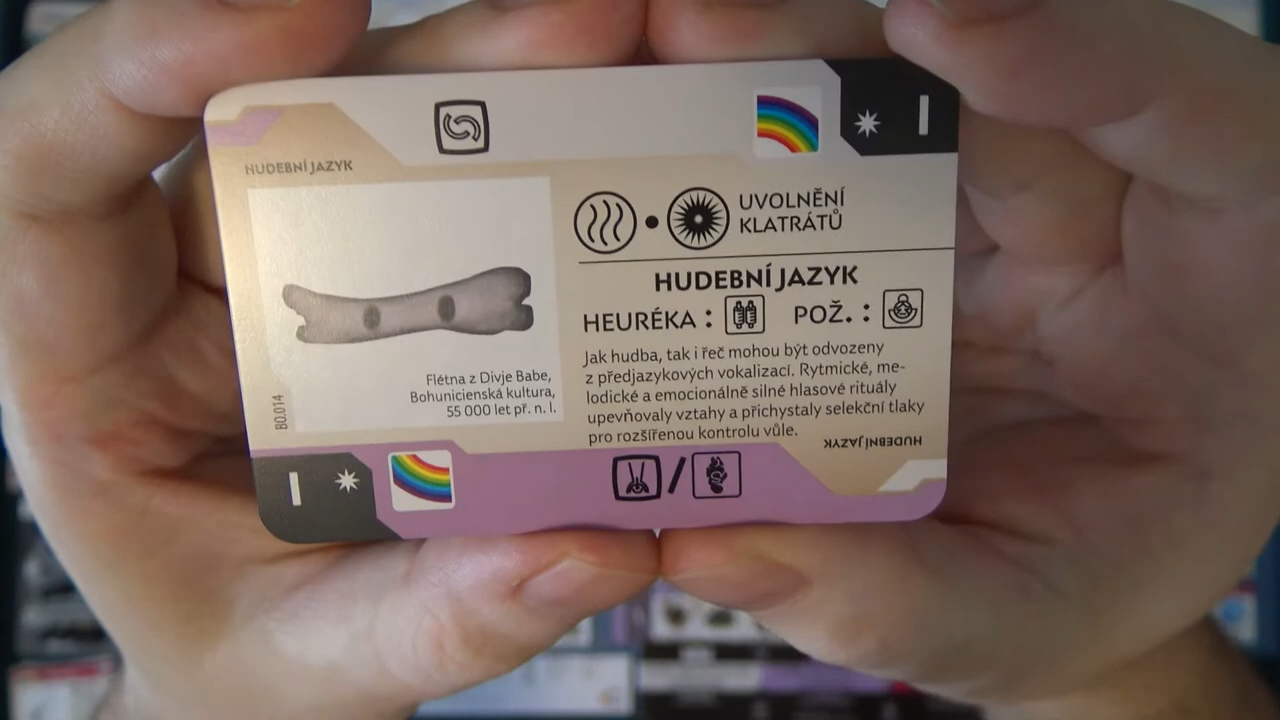 HUDEBNÍ JAZYK
I
UVOLNĚNÍ
KLATRÁTŮ
HUDEBNÍ JAZYK
HEURÉKA : POŽ. :
Jak hudba, tak i řeč mohou být odvozeny
z předjazykových vokalizací. Rytmické, me-
lodické a emocionálně silné hlasové rituály
upevňovaly vztahy a přichystaly selekční tlaky
pro rozšířenou kontrolu vůle.
Flétna z Divje Babe,
Bohunicienská kultura,
55 000 let př. n. l.
B0.014
HUDEBNÍ JAZYK
I
/